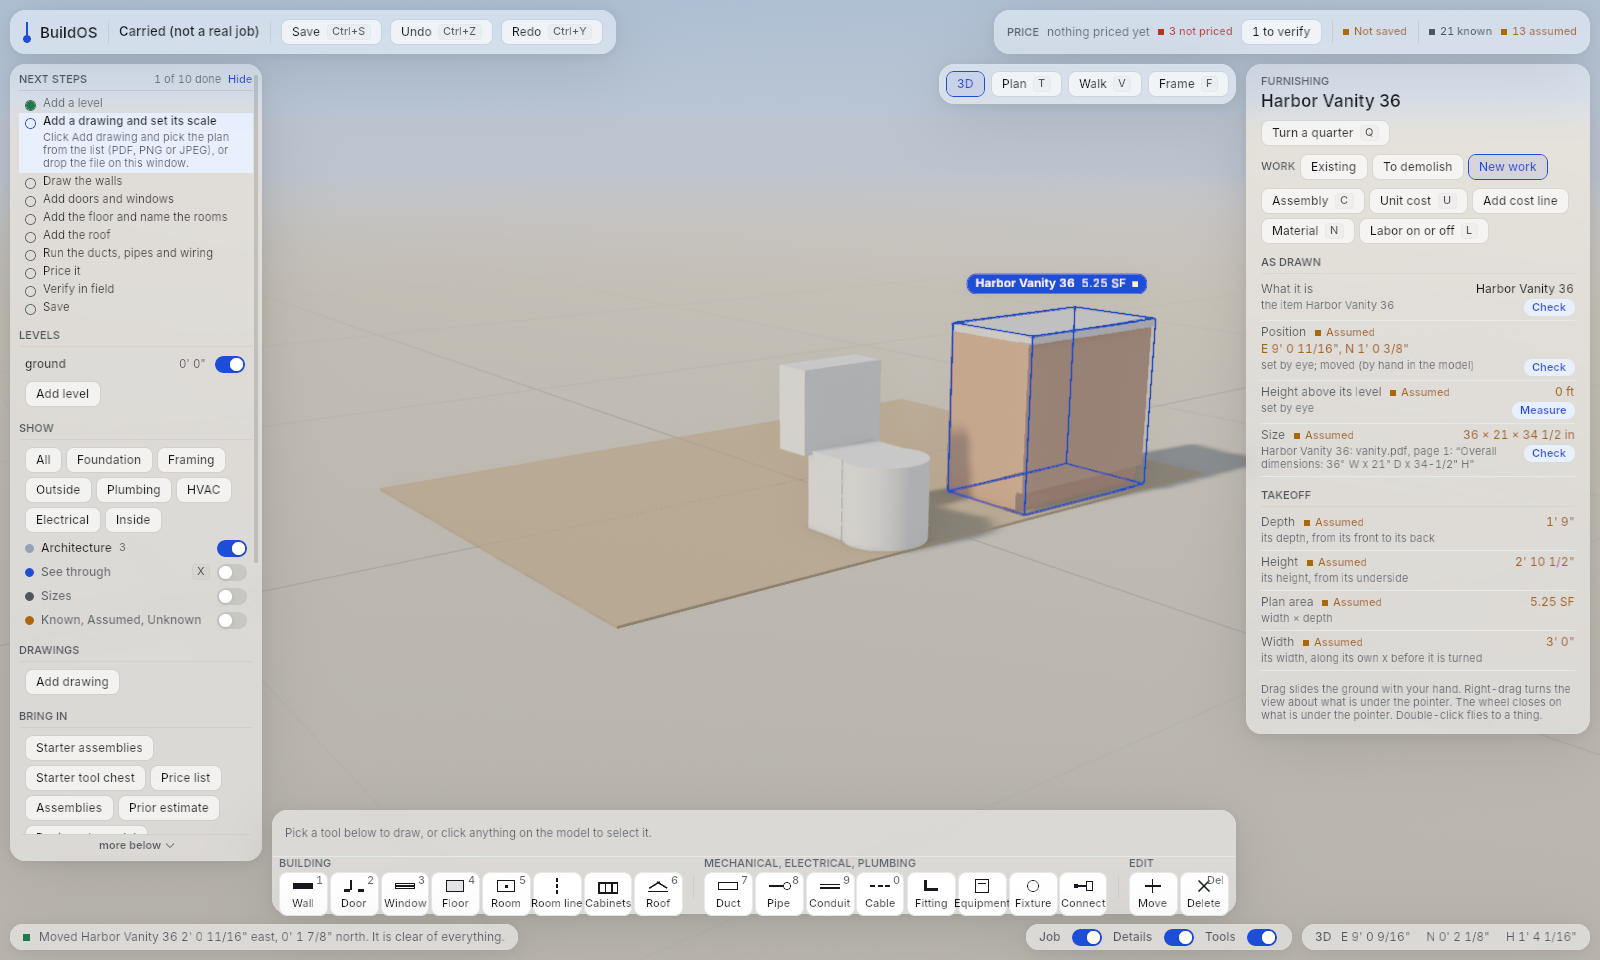 BuildOS
Carried (not a real job)
Save Ctrl+S
Undo Ctrl+Z
Redo Ctrl+Y
PRICE nothing priced yet 3 not priced 1 to verify Not saved 21 known 13 assumed
NEXT STEPS 1 of 10 done Hide
Add a level
Add a drawing and set its scale
Click Add drawing and pick the plan
from the list (PDF, PNG or JPEG), or
drop the file on this window.
Draw the walls
Add doors and windows
Add the floor and name the rooms
Add the roof
Run the ducts, pipes and wiring
Price it
Verify in field
Save
LEVELS
ground 0' 0"
Add level
SHOW
All Foundation Framing
Outside Plumbing HVAC
Electrical Inside
Architecture 3
See through X
Sizes
Known, Assumed, Unknown
DRAWINGS
Add drawing
BRING IN
Starter assemblies
Starter tool chest Price list
Assemblies Prior estimate
more below
3D Plan T Walk V Frame F
Harbor Vanity 36 5.25 SF
FURNISHING
Harbor Vanity 36
Turn a quarter Q
WORK Existing To demolish New work
Assembly C Unit cost U Add cost line
Material N Labor on or off L
AS DRAWN
What it is Harbor Vanity 36
the item Harbor Vanity 36 Check
Position Assumed
E 9' 0 11/16", N 1' 0 3/8"
set by eye; moved (by hand in the model) Check
Height above its level Assumed 0 ft
set by eye Measure
Size Assumed 36 × 21 × 34 1/2 in
Harbor Vanity 36: vanity.pdf, page 1: "Overall
dimensions: 36" W x 21" D x 34-1/2" H" Check
TAKEOFF
Depth Assumed 1' 9"
its depth, from its front to its back
Height Assumed 2' 10 1/2"
its height, from its underside
Plan area Assumed 5.25 SF
width × depth
Width Assumed 3' 0"
its width, along its own x before it is turned
Drag slides the ground with your hand. Right-drag turns the
view about what is under the pointer. The wheel closes on
what is under the pointer. Double-click flies to a thing.
Pick a tool below to draw, or click anything on the model to select it.
BUILDING MECHANICAL, ELECTRICAL, PLUMBING EDIT
1 2 3 4 5 6 7 8 9 0 Del
Wall Door Window Floor Room Room line Cabinets Roof Duct Pipe Conduit Cable Fitting Equipment Fixture Connect Move Delete
Moved Harbor Vanity 36 2' 0 11/16" east, 0' 1 7/8" north. It is clear of everything.
Job Details Tools
3D E 9' 0 9/16" N 0' 2 1/8" H 1' 4 1/16"